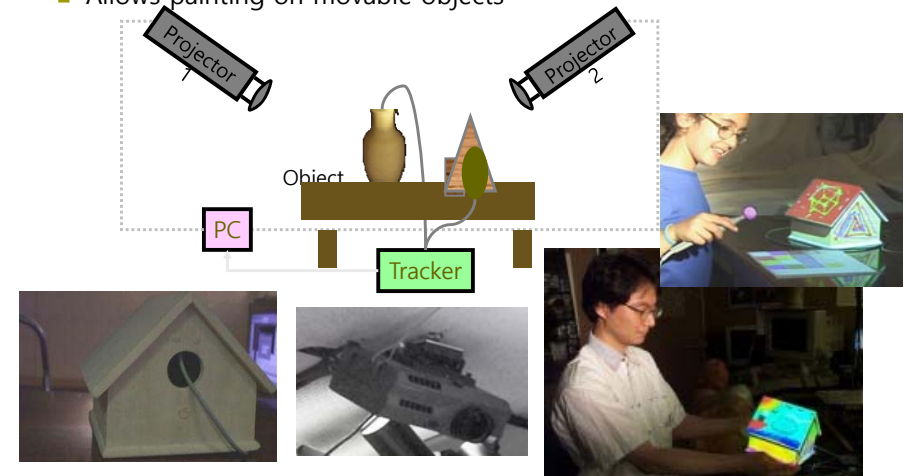 Allows painting on movable objects
Projector
1
Projector
2
Object
PC
Tracker